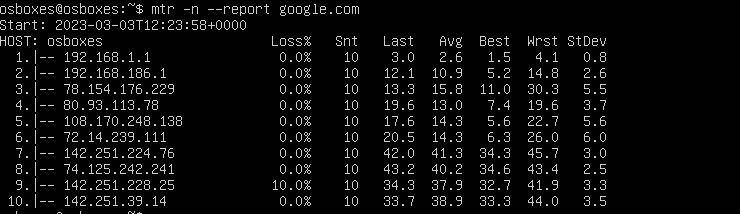 osboxes@osboxes:~$ mtr -n --report google.com
Start: 2023-03-03T12:23:58+0000
HOST: osboxes Loss% Snt Last Avg Best Wrst StDev
1.|-- 192.168.1.1 0.0% 10 3.0 2.6 1.5 4.1 0.8
2.|-- 192.168.186.1 0.0% 10 12.1 10.9 5.2 14.8 2.6
3.|-- 78.154.176.229 0.0% 10 13.3 15.8 11.0 30.3 5.5
4.|-- 80.93.113.78 0.0% 10 19.6 13.0 7.4 19.6 3.7
5.|-- 108.170.248.138 0.0% 10 17.6 14.3 5.6 22.7 5.6
6.|-- 72.14.239.111 0.0% 10 20.5 14.3 6.3 26.0 6.0
7.|-- 142.251.224.76 0.0% 10 42.0 41.3 34.3 45.7 3.0
8.|-- 74.125.242.241 0.0% 10 43.2 40.2 34.6 43.4 2.5
9.|-- 142.251.228.25 10.0% 10 34.3 37.9 32.7 41.9 3.3
10.|-- 142.251.39.14 0.0% 10 33.7 38.9 33.3 44.0 3.5